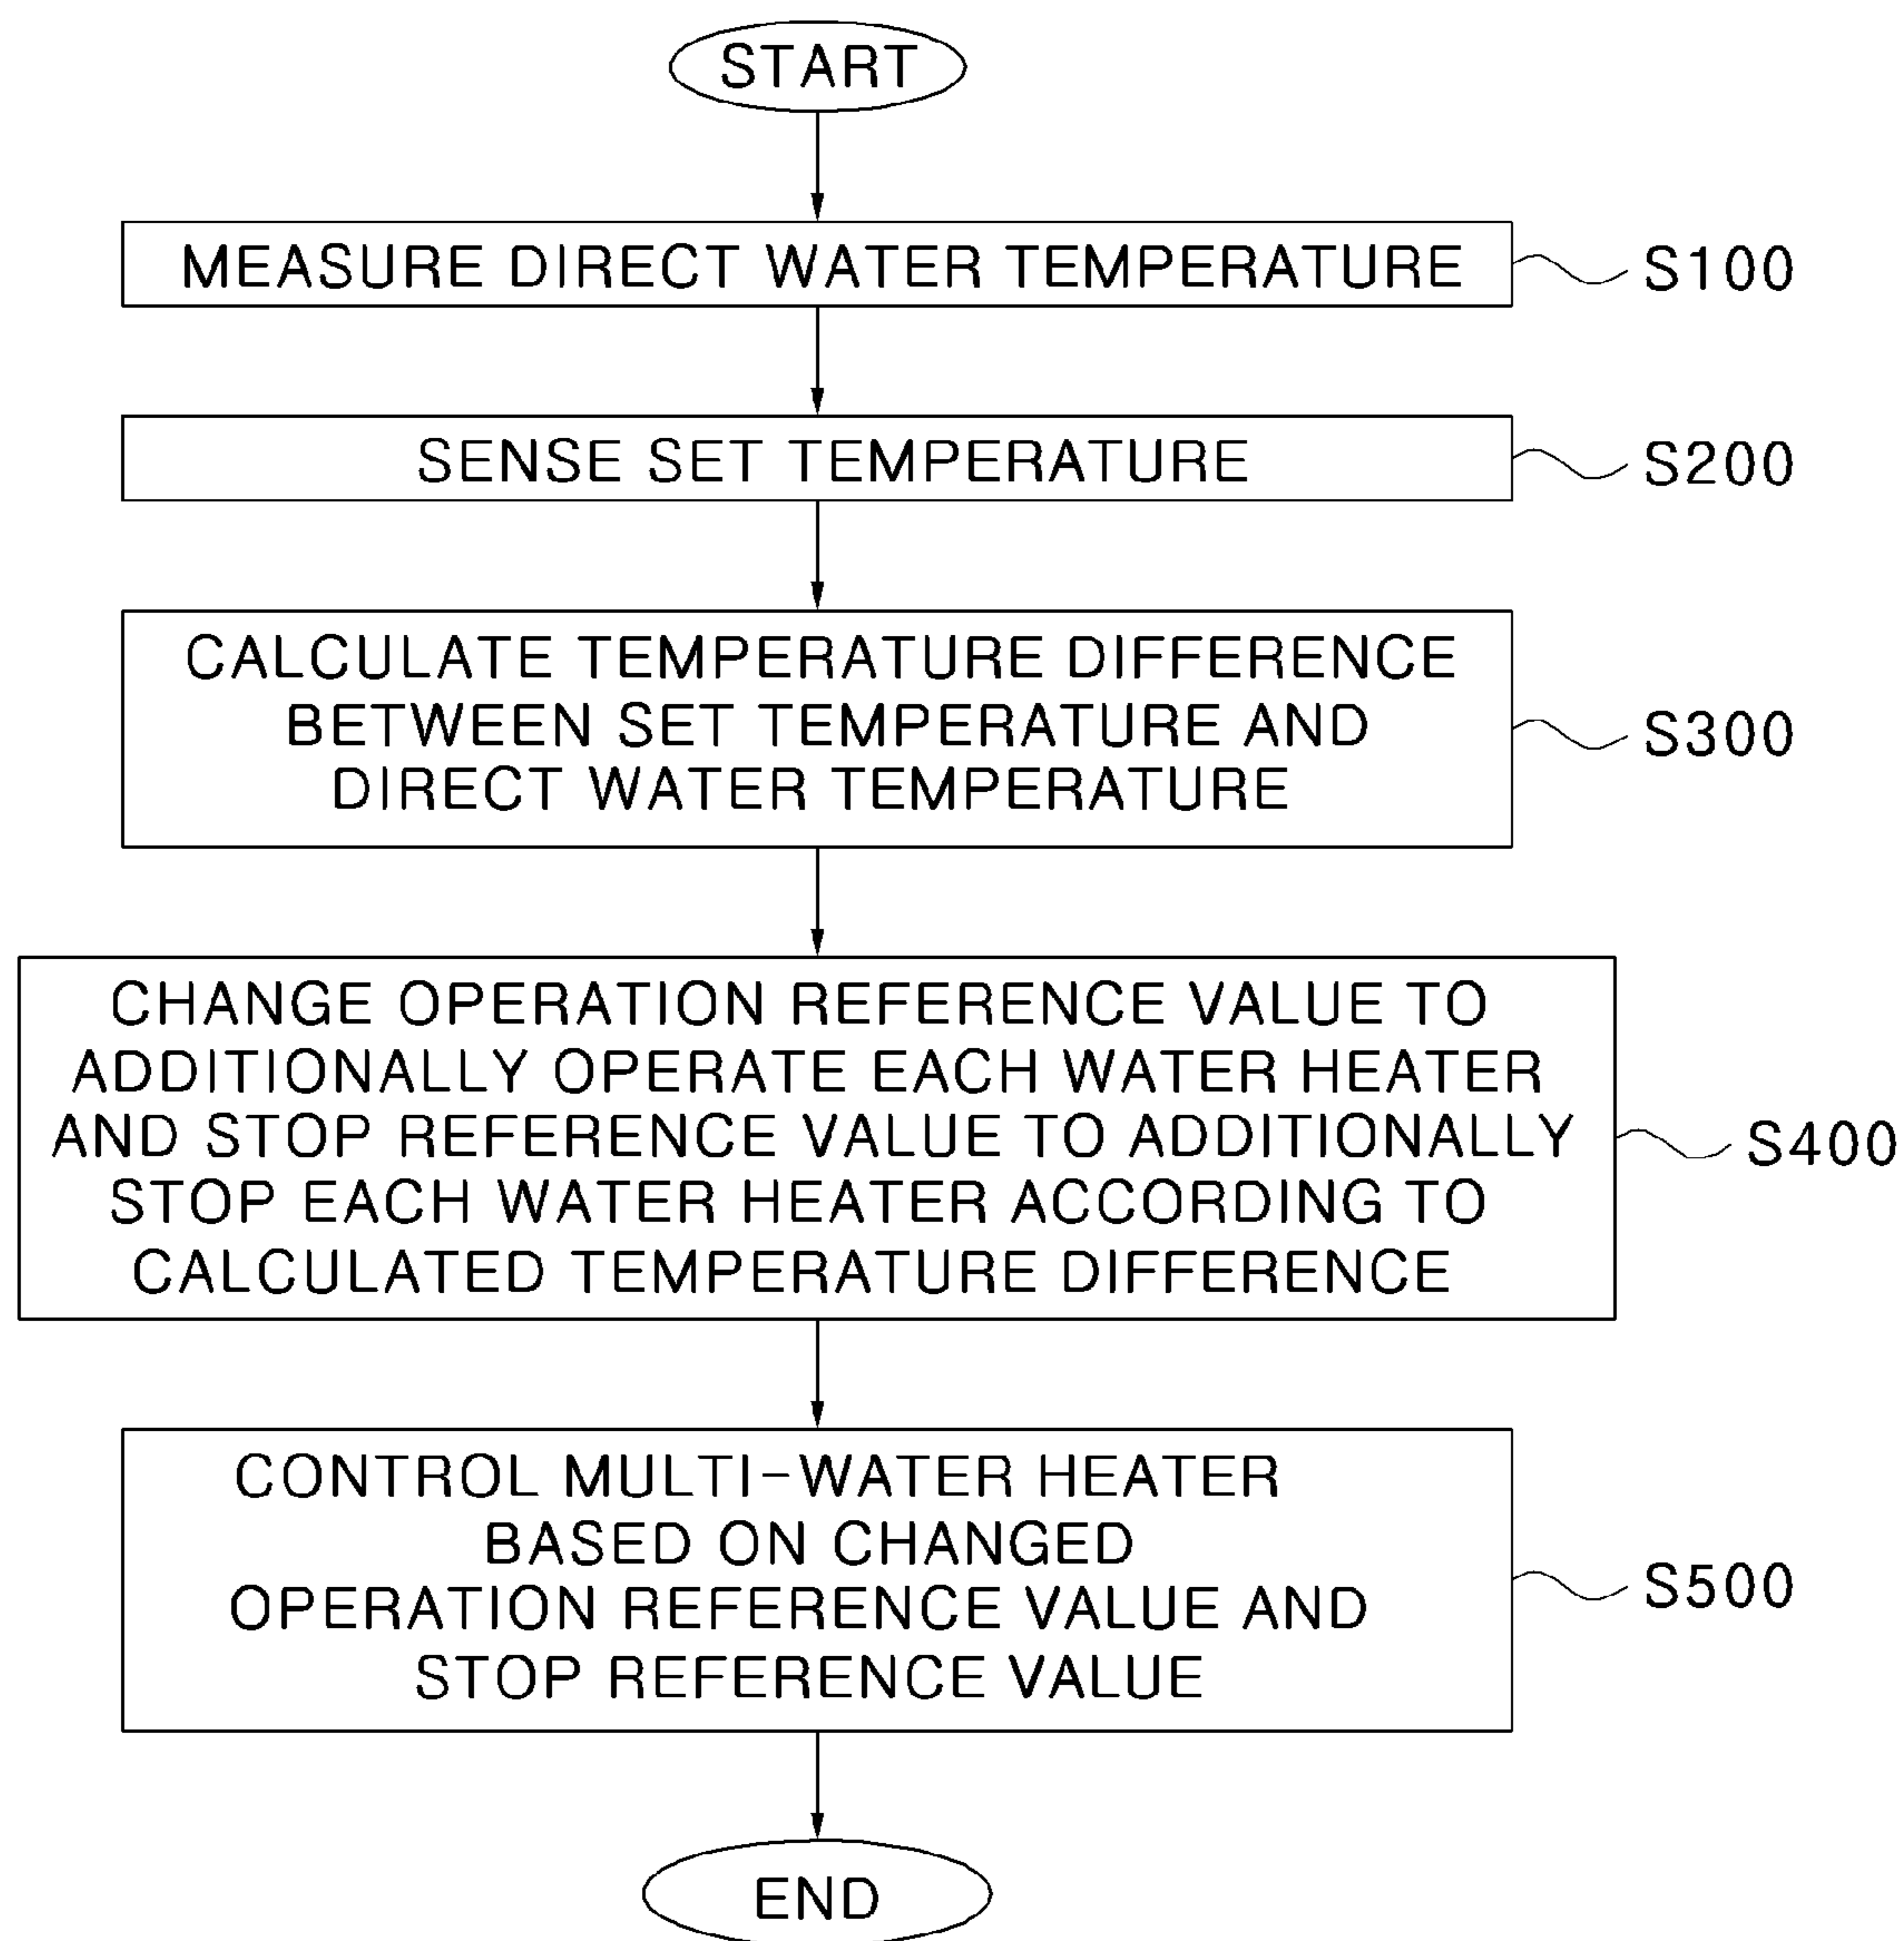 START
MEASURE DIRECT WATER TEMPERATURE
S100
SENSE SET TEMPERATURE
S200
CALCULATE TEMPERATURE DIFFERENCE
BETWEEN SET TEMPERATURE AND
DIRECT WATER TEMPERATURE
S300
CHANGE OPERATION REFERENCE VALUE TO
ADDITIONALLY OPERATE EACH WATER HEATER
AND STOP REFERENCE VALUE TO ADDITIONALLY
STOP EACH WATER HEATER ACCORDING TO
CALCULATED TEMPERATURE DIFFERENCE
S400
CONTROL MULTI-WATER HEATER
BASED ON CHANGED
OPERATION REFERENCE VALUE AND
STOP REFERENCE VALUE
S500
END